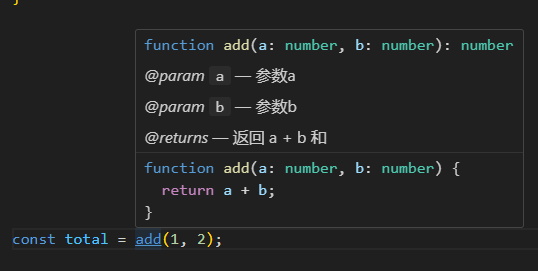 }
function add(a: number, b: number): number
@param a — 参数a
@param b — 参数b
@returns — 返回 a + b 和
function add(a: number, b: number) {
  return a + b;
}
const total = add(1, 2);